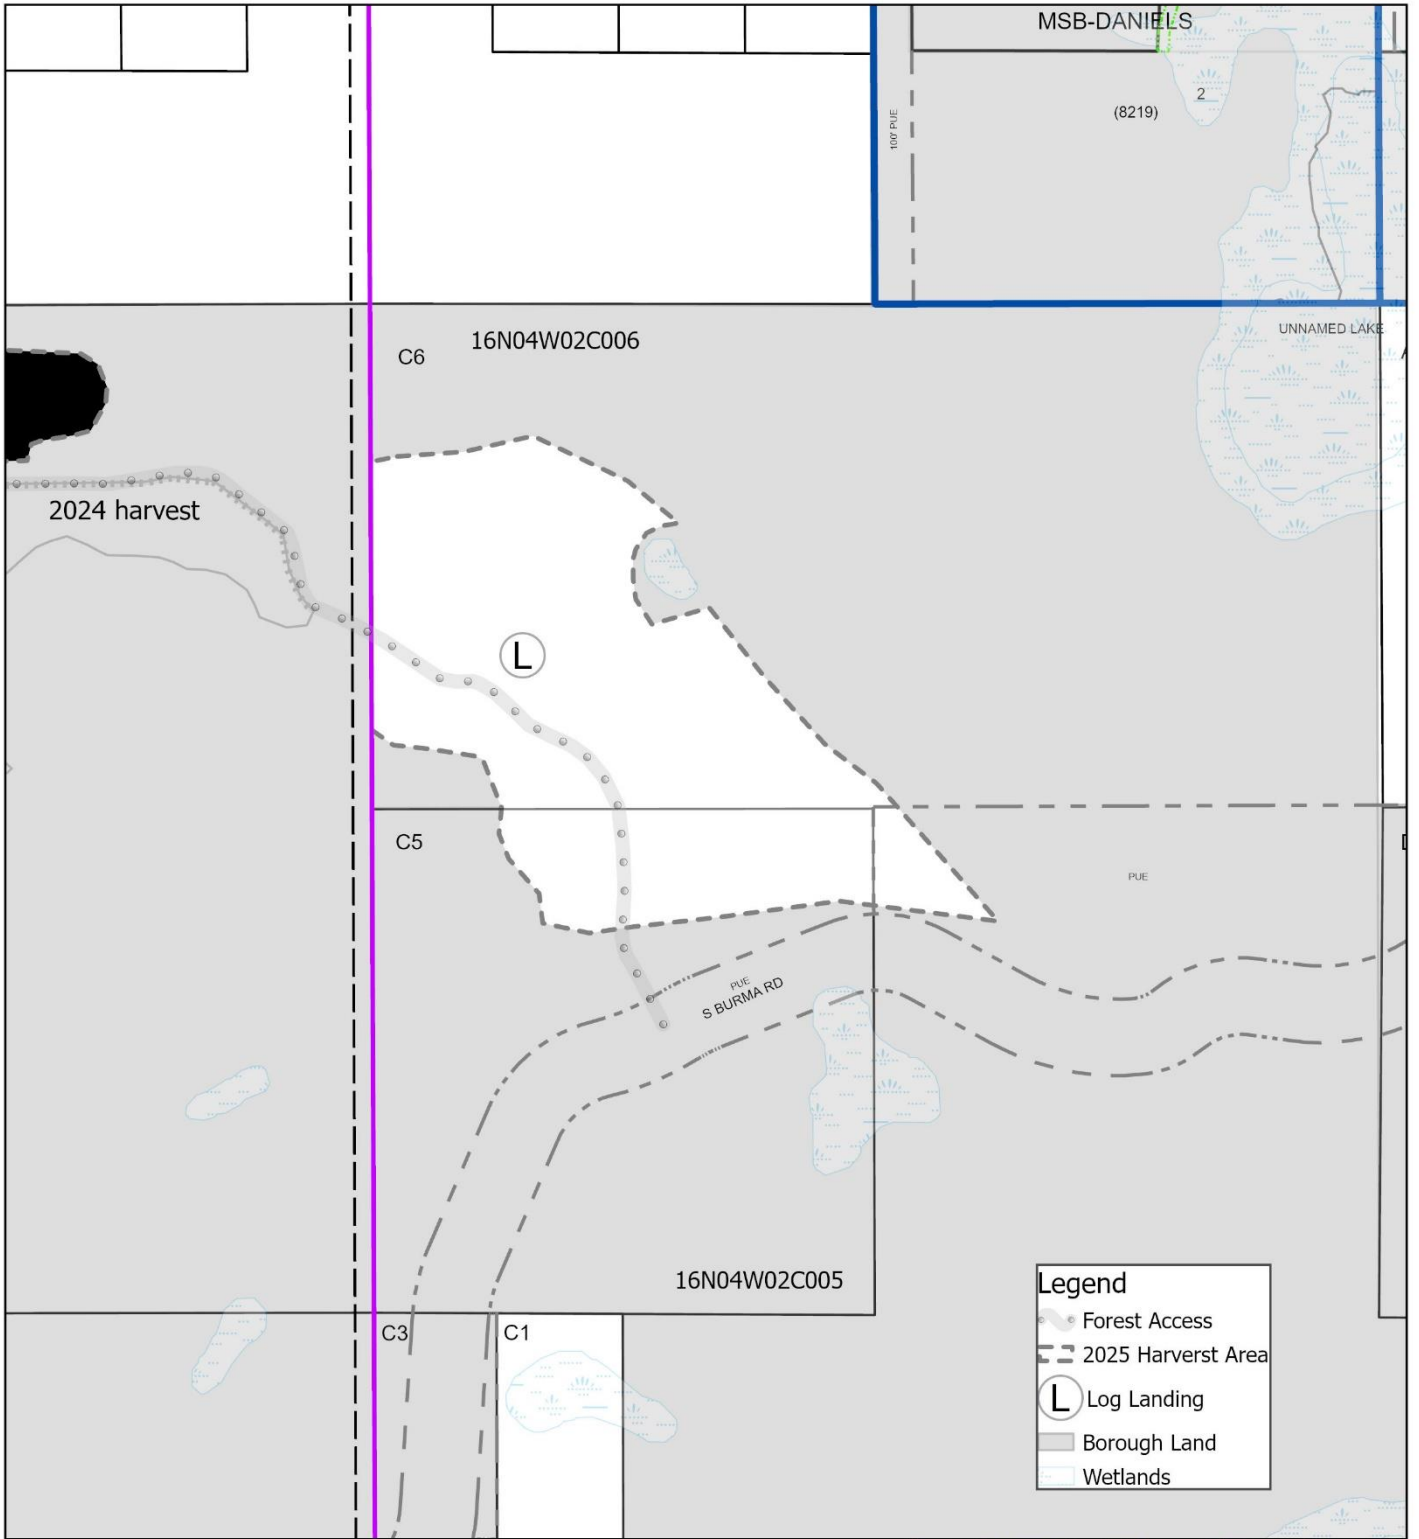 MSB-DANIELS
2
(8219)
100' PUE
UNNAMED LAKE
16N04W02C006
C6
2024 harvest
L
C5
PUE
PUE
S BURMA RD
16N04W02C005
C3
C1
Legend
Forest Access
2025 Harverst Area
L Log Landing
Borough Land
Wetlands